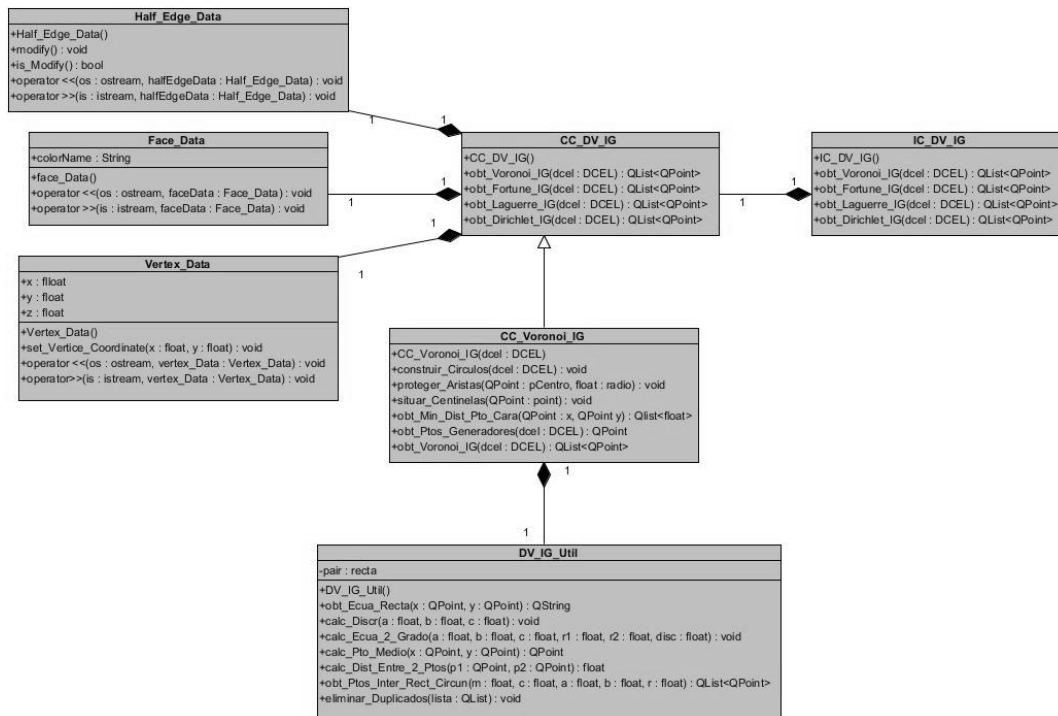 Half_Edge_Data
+Half_Edge_Data()
+modify() : void
+is_Modify() : bool
+operator <<(os : ostream, halfEdgeData : Half_Edge_Data) : void
+operator >>(is : istream, halfEdgeData : Half_Edge_Data) : void
1
1
Face_Data
+colorName : String
+face_Data()
+operator <<(os : ostream, faceData : Face_Data) : void
+operator >>(is : istream, faceData : Face_Data) : void
1
1
CC_DV_IG
+CC_DV_IG()
+obt_Voronoi_IG(dcel : DCEL) : QList<QPoint>
+obt_Fortune_IG(dcel : DCEL) : QList<QPoint>
+obt_Laguerre_IG(dcel : DCEL) : QList<QPoint>
+obt_Dirichlet_IG(dcel : DCEL) : QList<QPoint>
1
1
IC_DV_IG
+IC_DV_IG()
+obt_Voronoi_IG(dcel : DCEL) : QList<QPoint>
+obt_Fortune_IG(dcel : DCEL) : QList<QPoint>
+obt_Laguerre_IG(dcel : DCEL) : QList<QPoint>
+obt_Dirichlet_IG(dcel : DCEL) : QList<QPoint>
1
1
Vertex_Data
+x : flloat
+y : float
+z : float
+Vertex_Data()
+set_Vertice_Coordinate(x : float, y : float) : void
+operator <<(os : ostream, vertex_Data : Vertex_Data) : void
+operator>>(is : istream, vertex_Data : Vertex_Data) : void
CC_Voronoi_IG
+CC_Voronoi_IG(dcel : DCEL)
+construir_Circulos(dcel : DCEL) : void
+proteger_Aristas(QPoint : pCentro, float : radio) : void
+situar_Centinelas(QPoint : point) : void
+obt_Min_Dist_Pto_Cara(QPoint : x, QPoint y) : Qlist<float>
+obt_Ptos_Generadores(dcel : DCEL) : QPoint
+obt_Voronoi_IG(dcel : DCEL) : QList<QPoint>
1
1
DV_IG_Util
-pair : recta
+DV_IG_Util()
+obt_Ecua_Recta(x : QPoint, y : QPoint) : QString
+calc_Discr(a : float, b : float, c : float) : void
+calc_Ecua_2_Grado(a : float, b : float, c : float, r1 : float, r2 : float, disc : float) : void
+calc_Pto_Medio(x : QPoint, y : QPoint) : QPoint
+calc_Dist_Entre_2_Ptos(p1 : QPoint, p2 : QPoint) : float
+obt_Ptos_Inter_Rect_Circun(m : float, c : float, a : float, b : float, r : float) : QList<QPoint>
+eliminar_Duplicados(lista : QList) : void